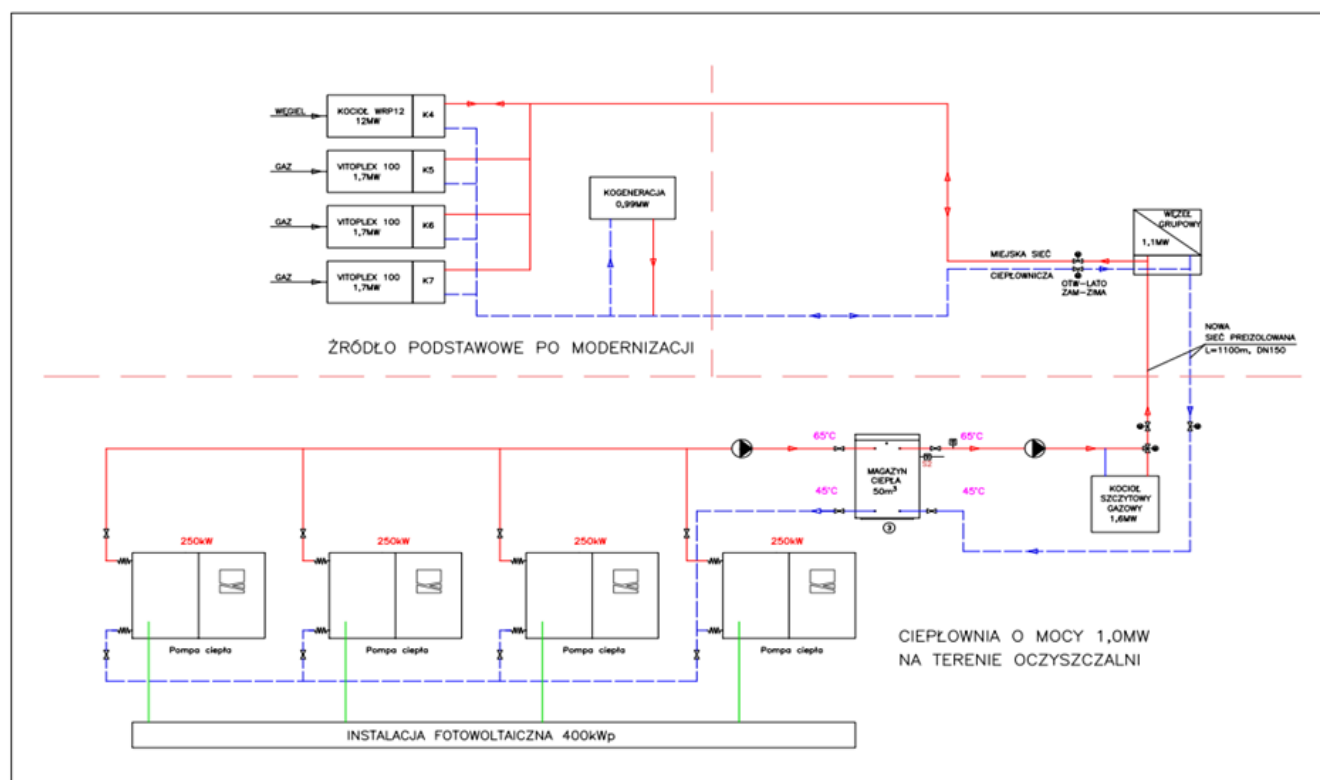 WĘGIEL
KOCIOŁ WRP12
12MW
K4
GAZ
VITOPLEX 100
1,7MW
K5
GAZ
VITOPLEX 100
1,7MW
K6
GAZ
VITOPLEX 100
1,7MW
K7
KOGENERACJA
0,99MW
WĘZEŁ
GRUPOWY
1,1MW
MIEJSKA SIEĆ
CIEPŁOWNICZA
OTW-LATO
ZAM-ZIMA
ŻRÓDŁO PODSTAWOWE PO MODERNIZACJI
NOWA
SIEĆ PREIZOLOWANA
L=1100m, DN150
65°C
65°C
MAGAZYN
CIEPŁA
50m³
45°C
45°C
3
KOCIOŁ
SZCZYTOWY
GAZOWY
1,6MW
250kW
250kW
250kW
250kW
Pompa ciepła
Pompa ciepła
Pompa ciepła
Pompa ciepła
CIEPŁOWNIA O MOCY 1,0MW
NA TERENIE OCZYSZCZALNI
INSTALACJA FOTOWOLTAICZNA 400kWp